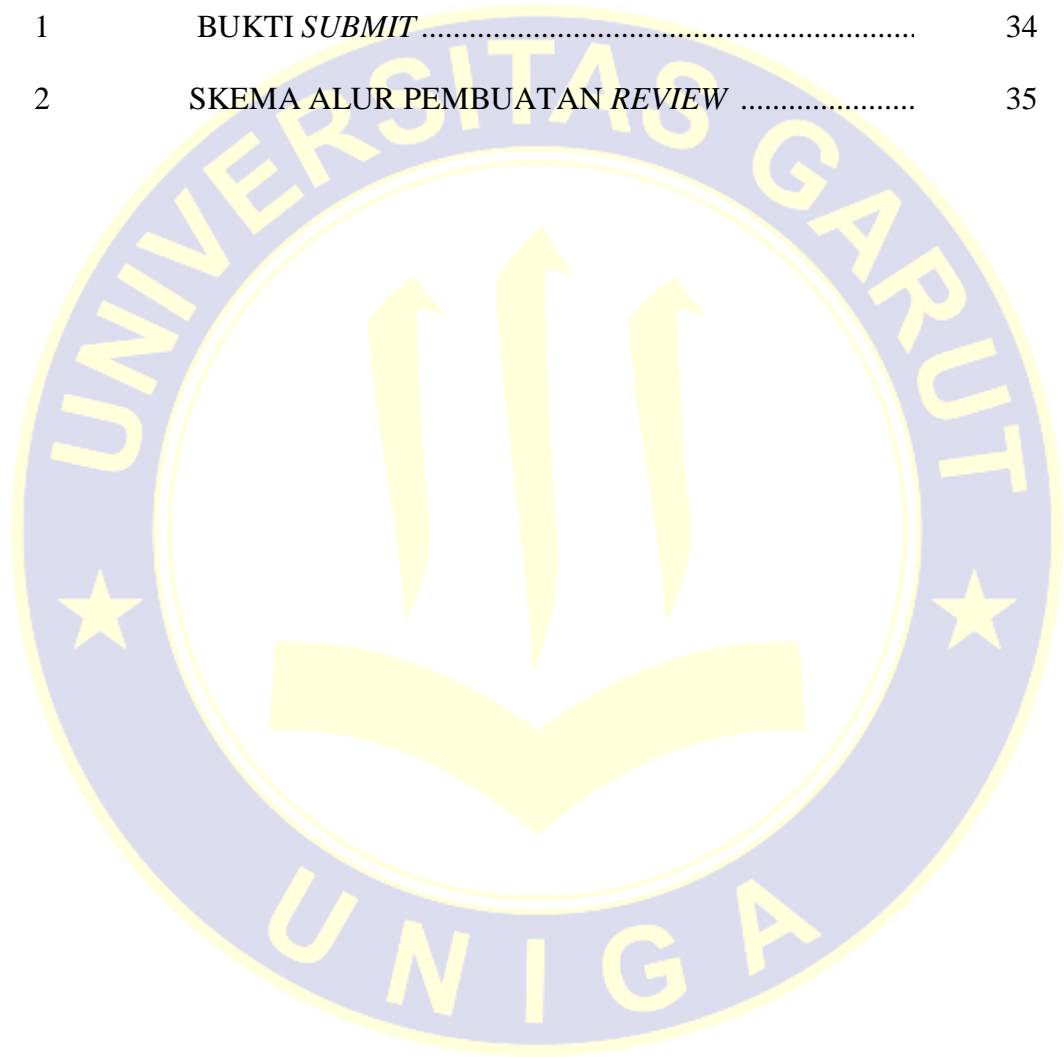 1 BUKTI SUBMIT ........................................................ 34
2 SKEMA ALUR PEMBUATAN REVIEW ...................... 35
UNIVERSITAS GARUT
UNIGA